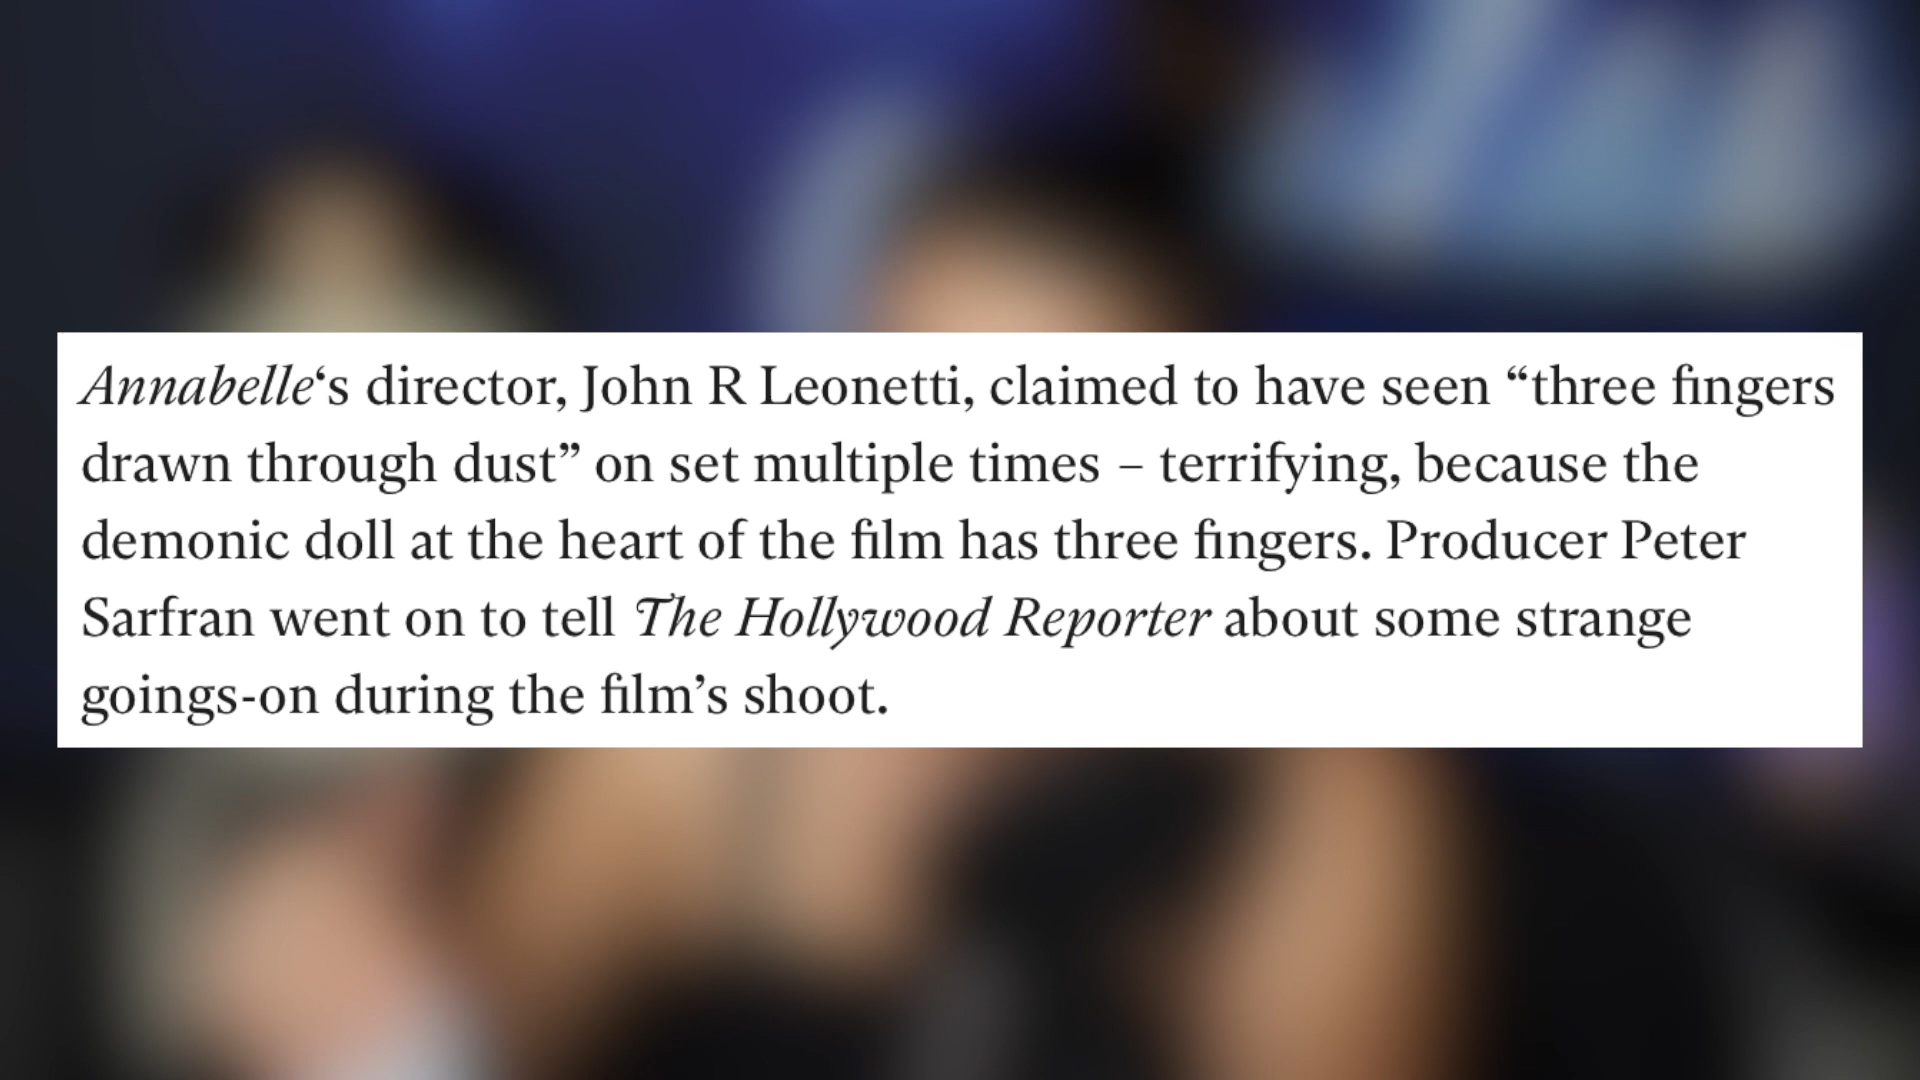 Annabelle‘s director, John R Leonetti, claimed to have seen “three fingers
drawn through dust” on set multiple times – terrifying, because the
demonic doll at the heart of the film has three fingers. Producer Peter
Sarfran went on to tell The Hollywood Reporter about some strange
goings-on during the film’s shoot.